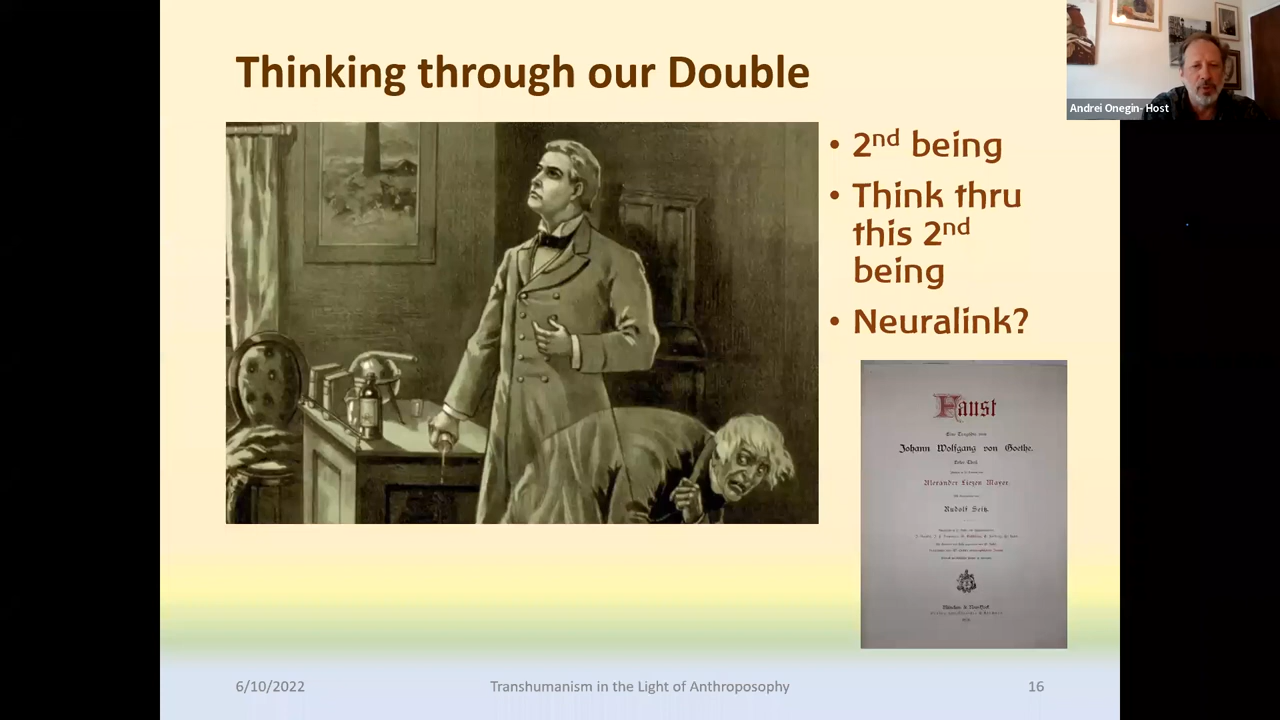 Thinking through our Double
Andrei Onegin- Host
• 2nd being
• Think thru
this 2nd
being
• Neuralink?
Faust
Johann Wolfgang von Goethe.
Alexander Liezen Mayer.
Rudolf Seitz.
6/10/2022
Transhumanism in the Light of Anthroposophy
16